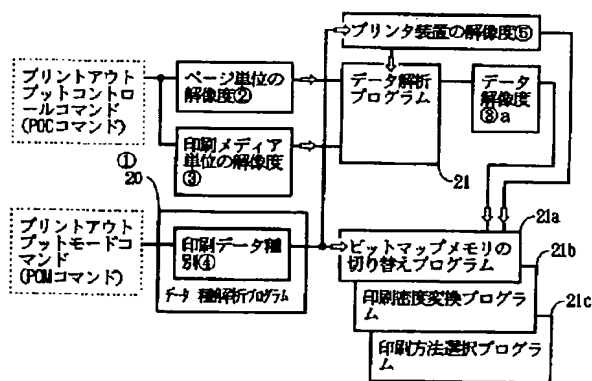 プリントアウト
プットコントロ
ールコマンド
(POCコマンド)
ページ単位の
解像度②
印刷メディア
単位の解像度
③
プリンタ装置の解像度⑤
データ解析
プログラム
データ
解像度
⑧a
21
①
20
プリントアウト
プットモードコ
マンド
(POMコマンド)
印刷データ種
別④
データ種解析プログラム
21a
ビットマップメモリの
切り替えプログラム
21b
印刷密度変換プログラ
ム
21c
印刷方法選択プログラ
ム